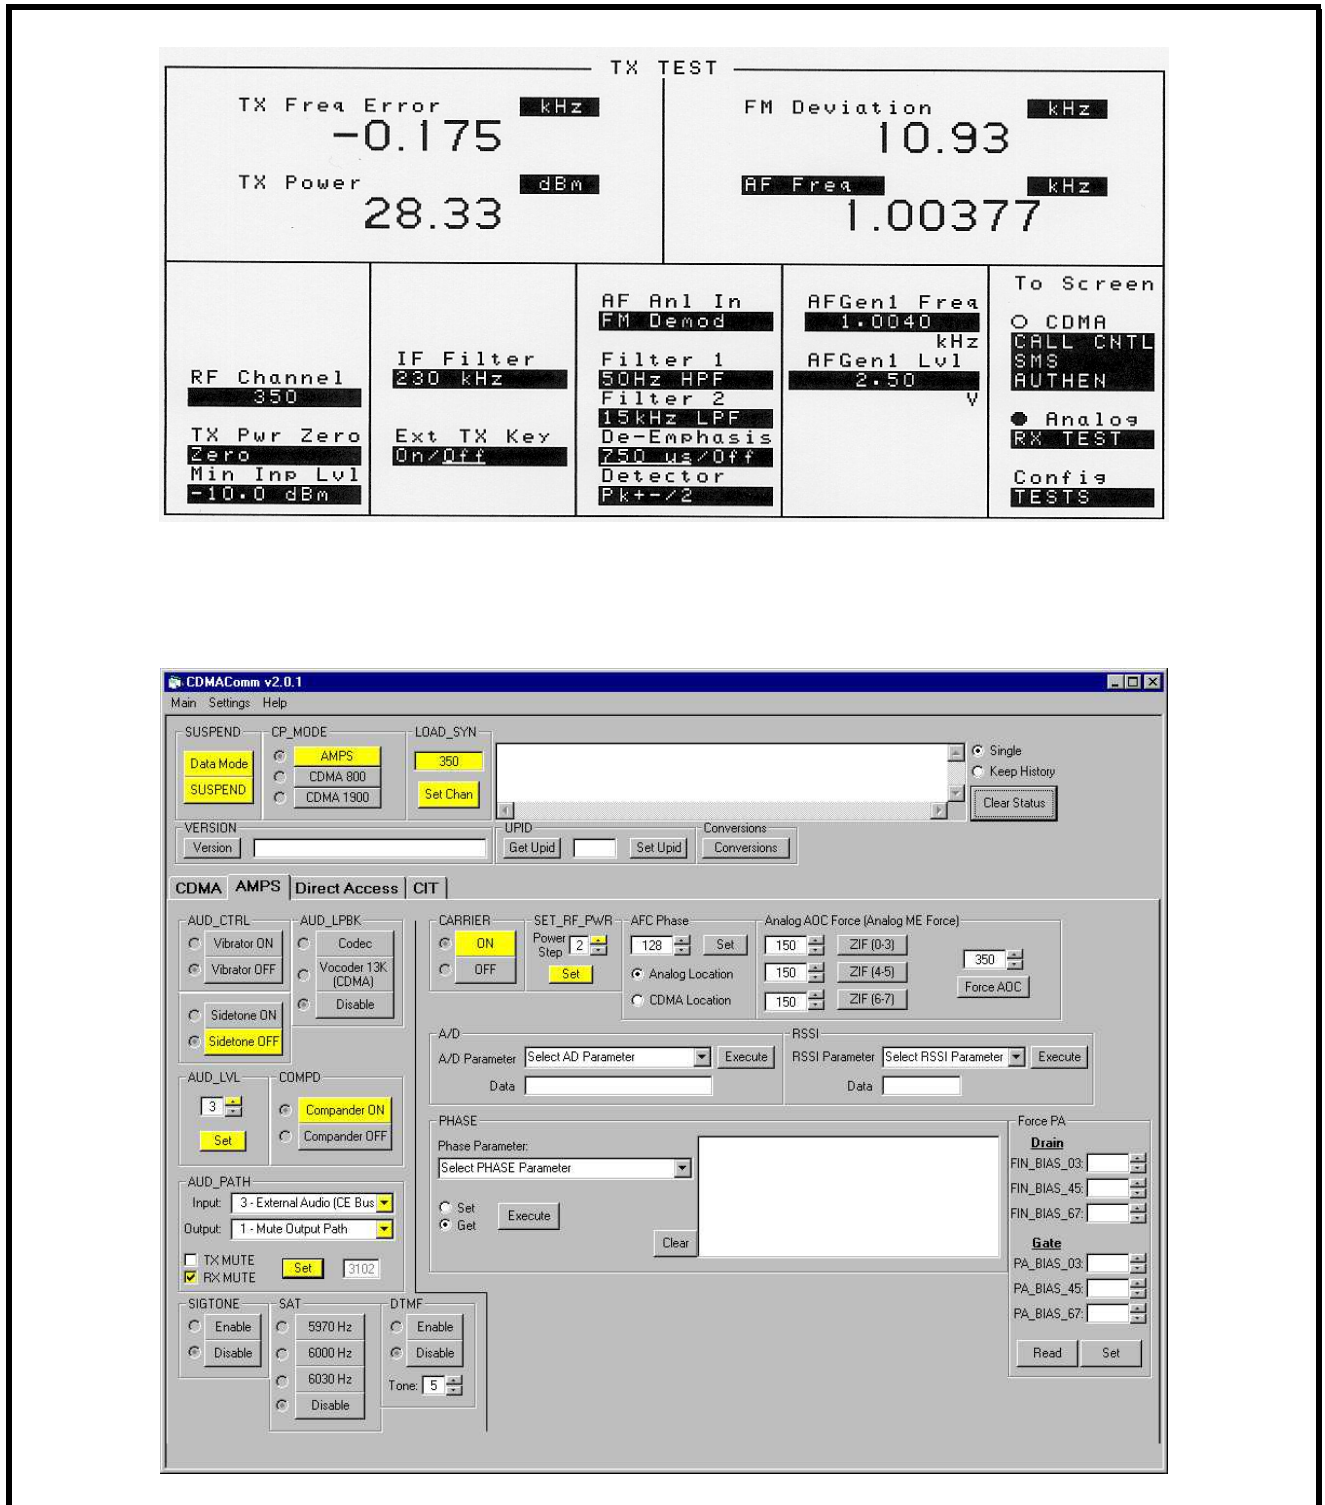 TX TEST
TX Freq Error kHz
-0.175
TX Power dBm
28.33
FM Deviation kHz
10.93
AF Freq kHz
1.00377
RF Channel
350
TX Pwr Zero
Zero
Min Inp Lvl
-10.0 dBm
IF Filter
230 kHz
Ext TX Key
On/Off
AF Anl In
FM Demod
Filter 1
50Hz HPF
Filter 2
15kHz LPF
De-Emphasis
750 us/Off
Detector
Pk+-/2
AFGen1 Freq
1.0040
kHz
AFGen1 Lvl
2.50
V
To Screen
CDMA
CALL CNTL
SMS
AUTHEN
Analog
RX TEST
Config
TESTS
CDMAComm v2.0.1
Main Settings Help
SUSPEND
Data Mode
SUSPEND
CP_MODE
AMPS
CDMA 800
CDMA 1900
LOAD_SYN
350
Set Chan
Single
Keep History
Clear Status
VERSION
Version
UPID
Get Upid Set Upid
Conversions
Conversions
CDMA AMPS Direct Access CIT
AUD_CTRL
Vibrator ON
Vibrator OFF
Sidetone ON
Sidetone OFF
AUD_LPBK
Codec
Vocoder 13K
(CDMA)
Disable
AUD_LVL
3
Set
COMPD
Compander ON
Compander OFF
AUD_PATH
Input: 3 - External Audio (CE Bus
Output: 1 - Mute Output Path
TX MUTE
RX MUTE
Set 3102
SIGTONE
Enable
Disable
SAT
5970 Hz
6000 Hz
6030 Hz
Disable
DTMF
Enable
Disable
Tone: 5
CARRIER
ON
OFF
SET_RF_PWR
Power
Step 2
Set
AFC Phase
128 Set
Analog Location
CDMA Location
Analog AOC Force (Analog ME Force)
150 ZIF (0-3)
150 ZIF (4-5)
150 ZIF (6-7)
350
Force AOC
A/D
A/D Parameter Select AD Parameter Execute
Data
RSSI
RSSI Parameter Select RSSI Parameter Execute
Data
PHASE
Phase Parameter:
Select PHASE Parameter
Set
Get
Execute
Clear
Force PA
Drain
FIN_BIAS_03:
FIN_BIAS_45:
FIN_BIAS_67:
Gate
PA_BIAS_03:
PA_BIAS_45:
PA_BIAS_67:
Read Set